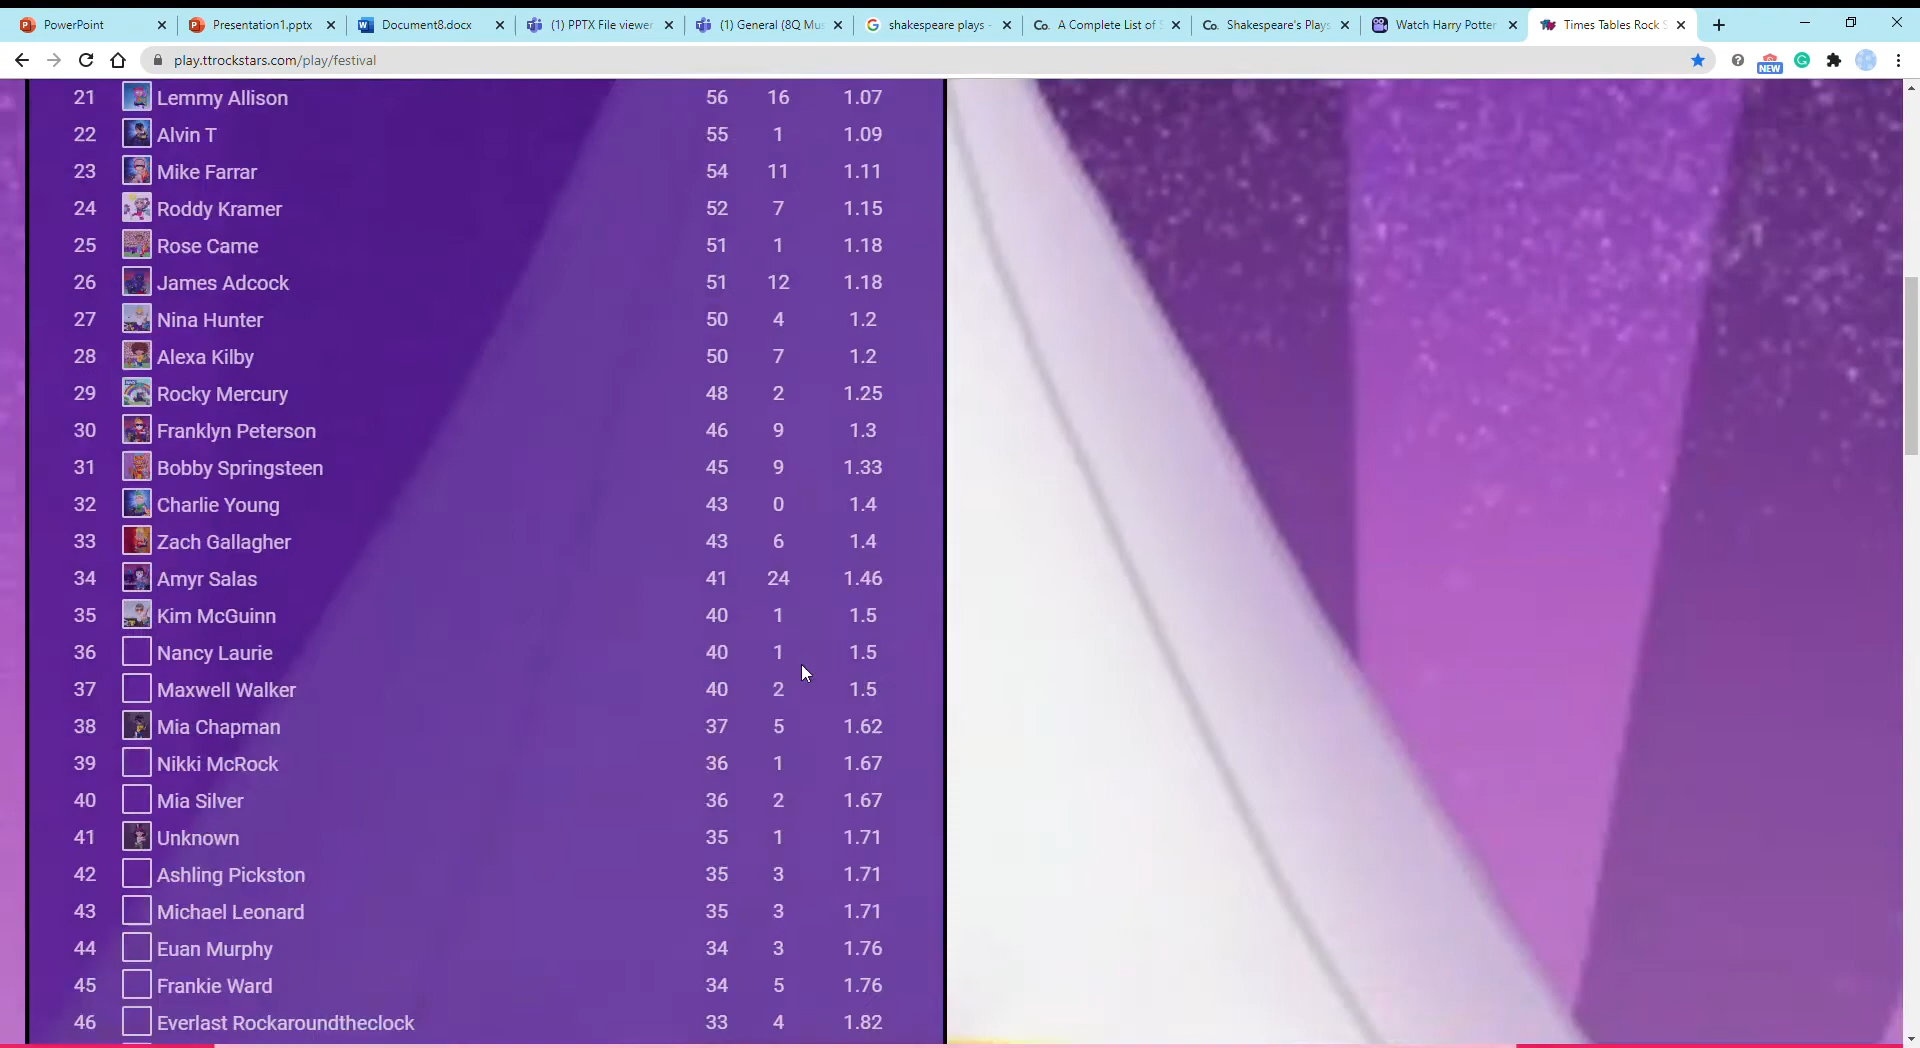 PowerPoint
Presentation1.pptx
Document8.docx
(1) PPTX File viewer
(1) General (8Q Mus
shakespeare plays -
Co. A Complete List of S
Co. Shakespeare's Plays
Watch Harry Potter
Times Tables Rock S
play.ttrockstars.com/play/festival
NEW
21 Lemmy Allison 56 16 1.07
22 Alvin T 55 1 1.09
23 Mike Farrar 54 11 1.11
24 Roddy Kramer 52 7 1.15
25 Rose Came 51 1 1.18
26 James Adcock 51 12 1.18
27 Nina Hunter 50 4 1.2
28 Alexa Kilby 50 7 1.2
29 Rocky Mercury 48 2 1.25
30 Franklyn Peterson 46 9 1.3
31 Bobby Springsteen 45 9 1.33
32 Charlie Young 43 0 1.4
33 Zach Gallagher 43 6 1.4
34 Amyr Salas 41 24 1.46
35 Kim McGuinn 40 1 1.5
36 Nancy Laurie 40 1 1.5
37 Maxwell Walker 40 2 1.5
38 Mia Chapman 37 5 1.62
39 Nikki McRock 36 1 1.67
40 Mia Silver 36 2 1.67
41 Unknown 35 1 1.71
42 Ashling Pickston 35 3 1.71
43 Michael Leonard 35 3 1.71
44 Euan Murphy 34 3 1.76
45 Frankie Ward 34 5 1.76
46 Everlast Rockaroundtheclock 33 4 1.82